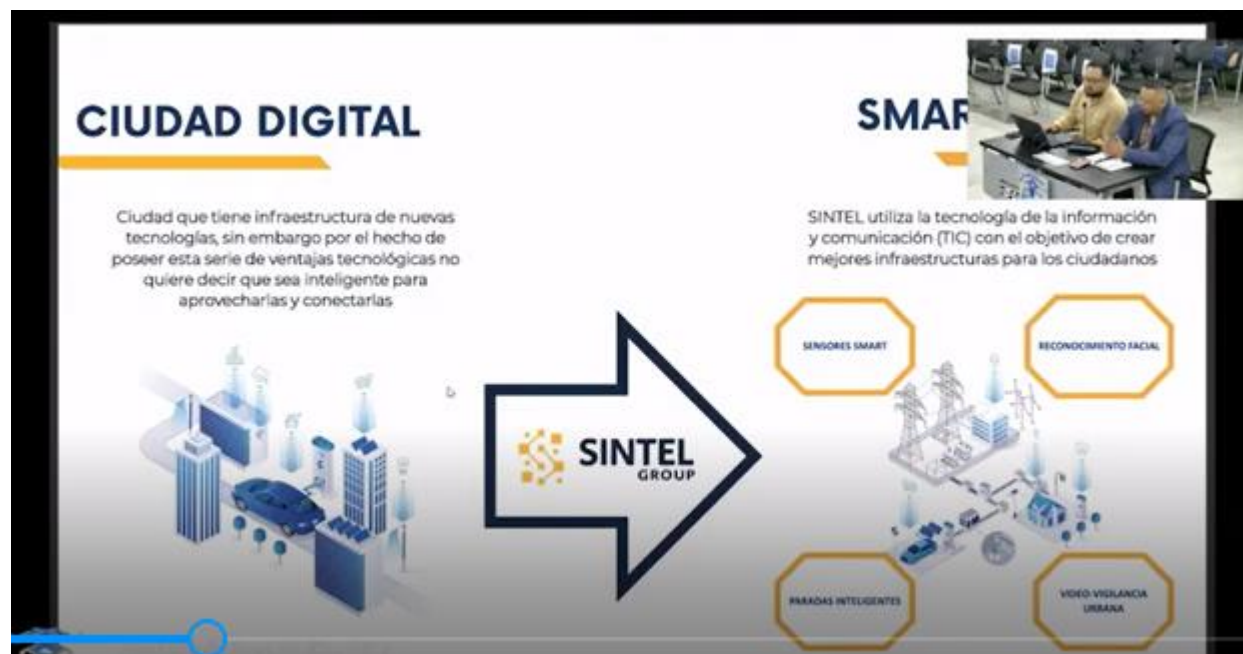 CIUDAD DIGITAL
Ciudad que tiene infraestructura de nuevas
tecnologías, sin embargo por el hecho de
poseer esta serie de ventajas tecnológicas no
quiere decir que sea inteligente para
aprovecharlas y conectarlas
SINTEL
GROUP
SMAR
SINTEL utiliza la tecnología de la información
y comunicación (TIC) con el objetivo de crear
mejores infraestructuras para los ciudadanos
SENSORES SMART
RECONOCIMIENTO FACIAL
PARADAS INTELIGENTES
VIDEO-VIGILANCIA
URBANA